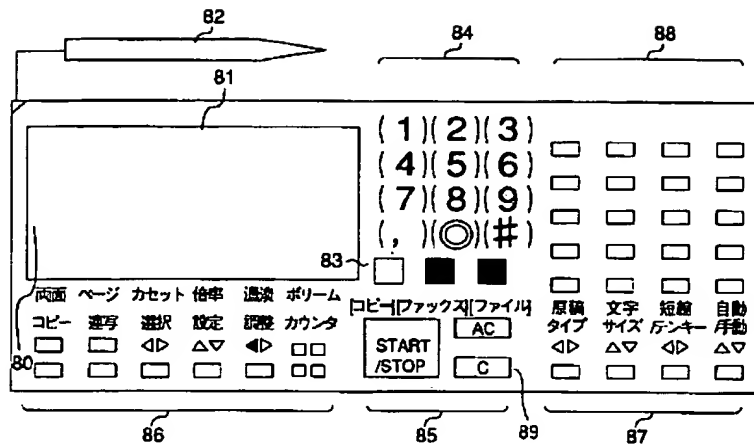 82
84
88
81
(1)(2)(3)
(4)(5)(6)
(7)(8)(9)
(,)(◎)(#)
83
両面 ページ カセット 倍率 濃淡 ボリーム
コピー 連写 選択 設定 調整 カウンタ
◁▷ △▽ ◀▷
80
[コピー][ファックス][ファイル]
START
/STOP
AC
C
原稿 文字 短縮 自動
タイプ サイズ /テンキー /手動
◁▷ △▽ ◁▷ △▽
86
85
89
87